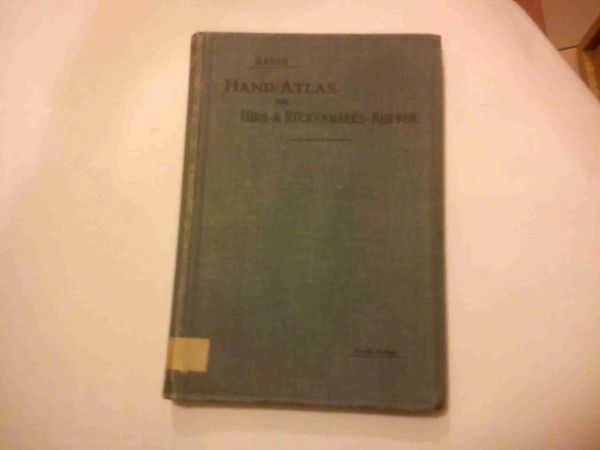 HAND-ATLAS
DER
HIRN-& RÜCKENMARKS-NERVEN.